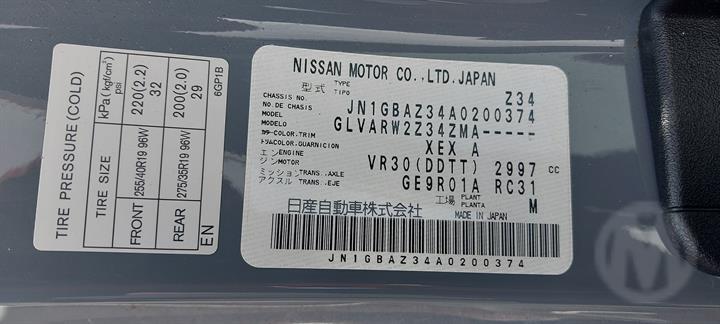 TIRE PRESSURE (COLD)
kPa(kgf/cm²)
psi
220(2.2)
32
200(2.0)
29
6GP1B
TIRE SIZE
255/40R19 96W
275/35R19 96W
FRONT
REAR
EN
NISSAN MOTOR CO., LTD. JAPAN
型式 TYPE TIPO Z34
CHASSIS NO. NO.DE CHASIS JN1GBAZ34A0200374
MODEL MODELO GLVARW2Z34ZMA-----
カラー COLOR.TRIM COLOR.GUARNICION XEX A
エンジン ENGINE MOTOR VR30(DDTT) 2997 cc
ミッション TRANS. アクスル AXLE TRANS. EJE GE9R01A RC31
工場 PLANT PLANTA M
日産自動車株式会社 MADE IN JAPAN
JN1GBAZ34A0200374
M